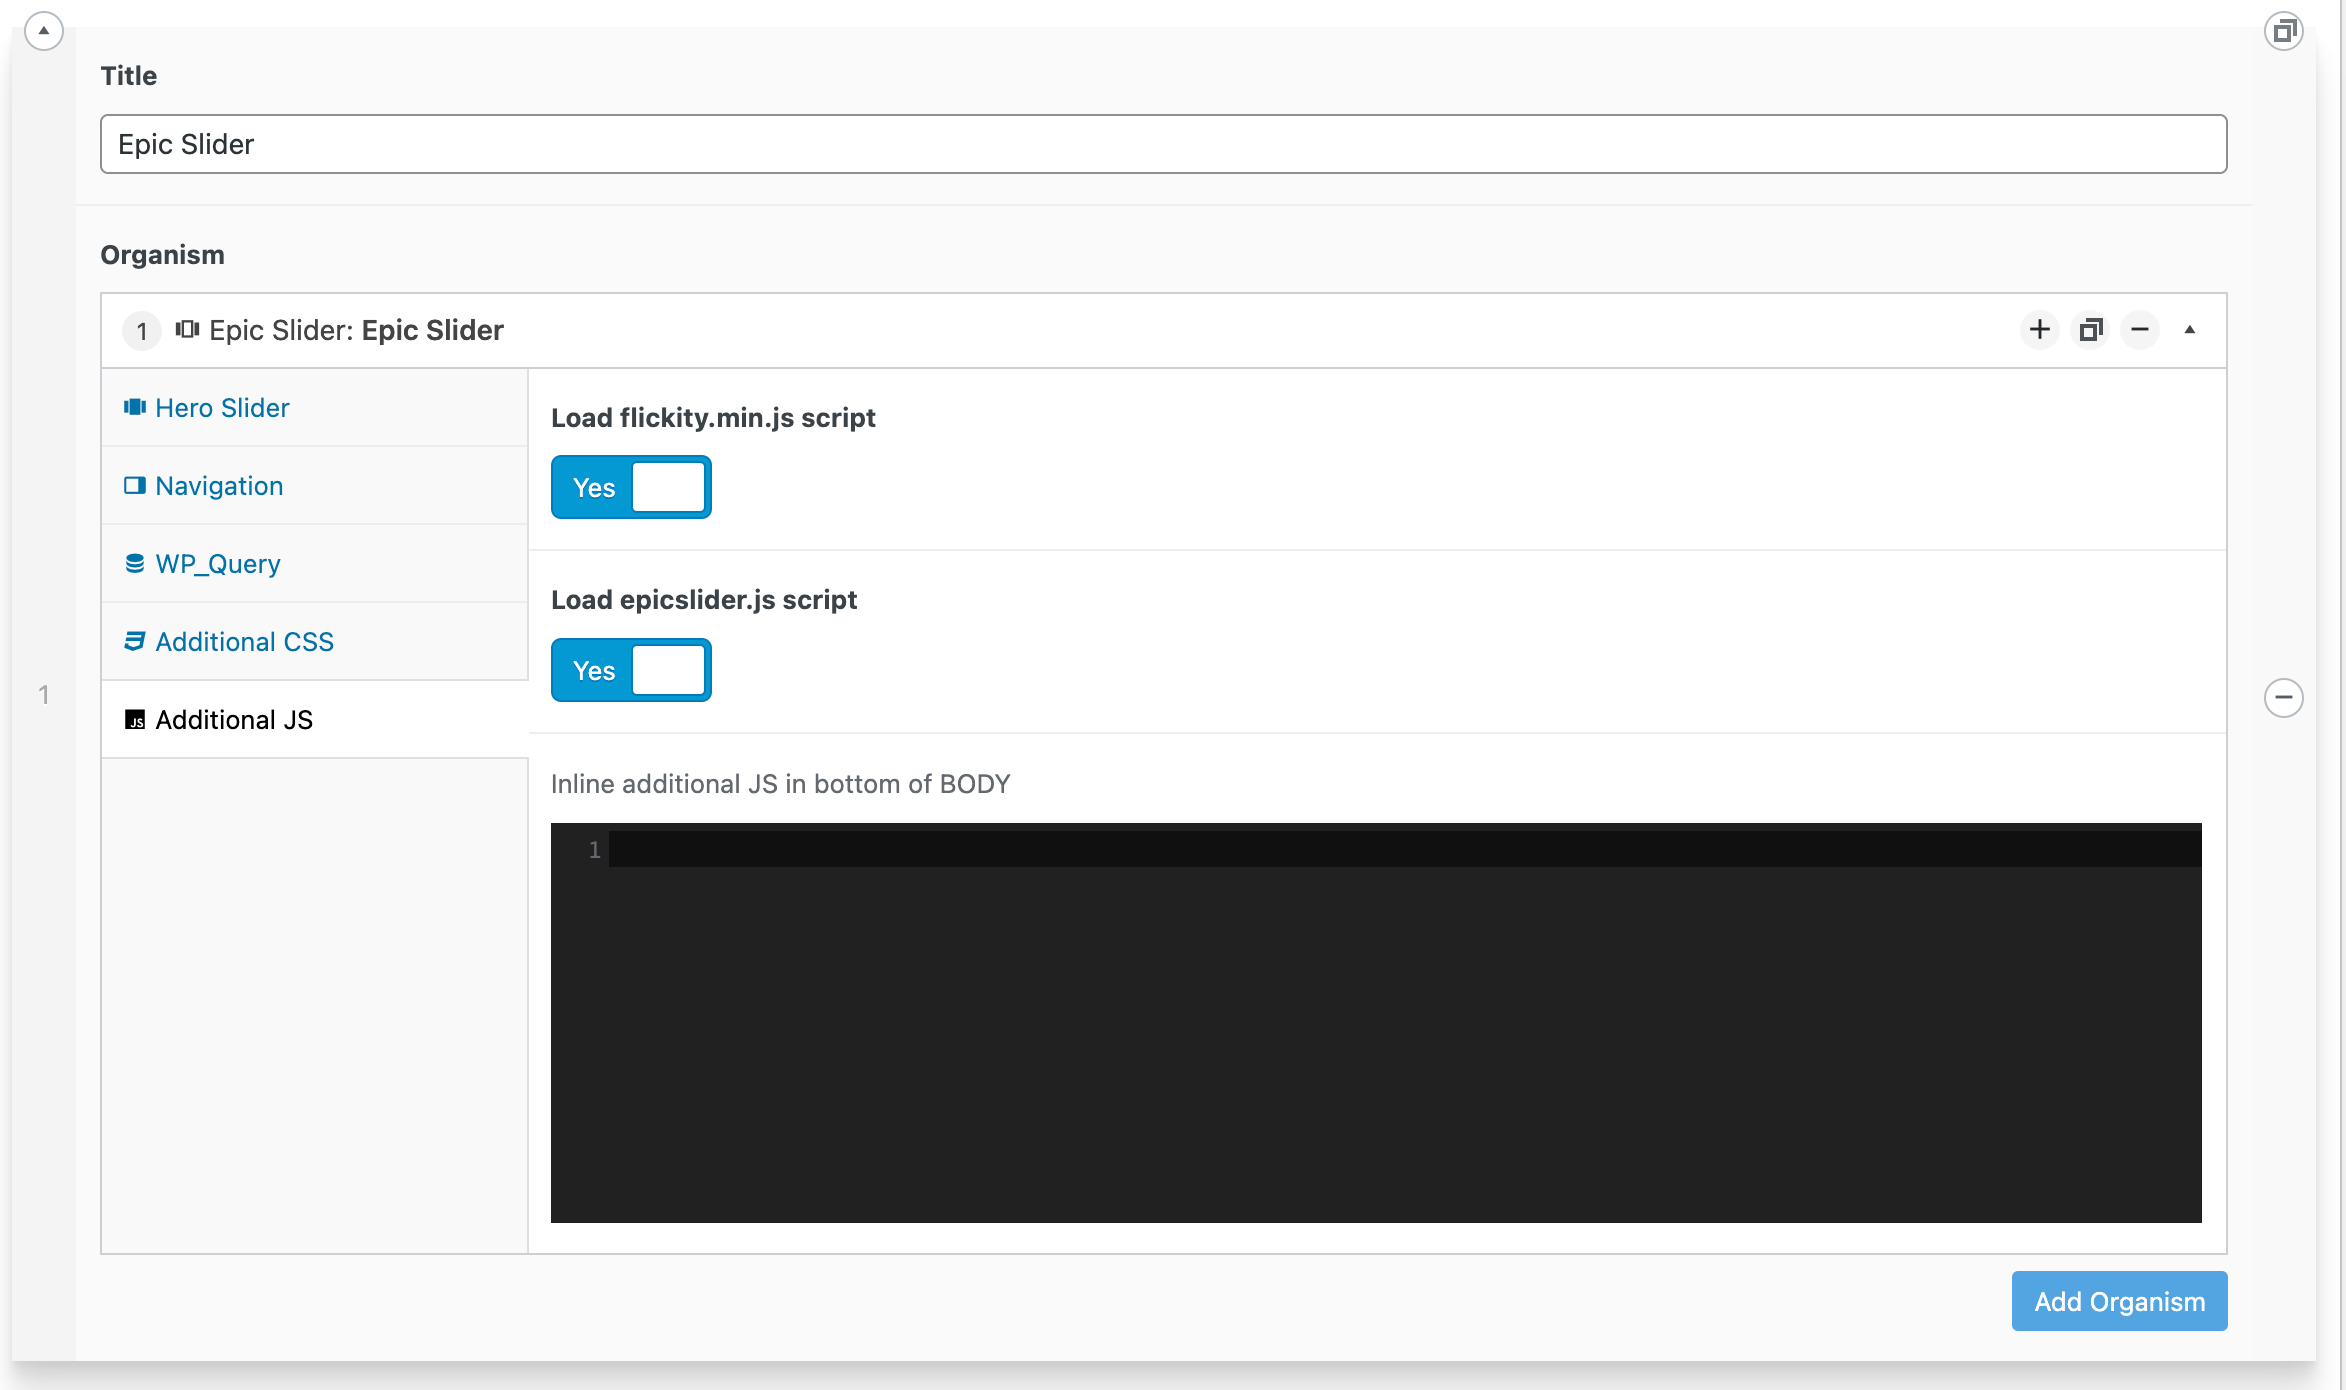 Title
Epic Slider
Organism
1 Epic Slider: Epic Slider
Hero Slider
Navigation
WP_Query
Additional CSS
1
JS Additional JS
Load flickity.min.js script
Yes
Load epicslider.js script
Yes
Inline additional JS in bottom of BODY
1
Add Organism